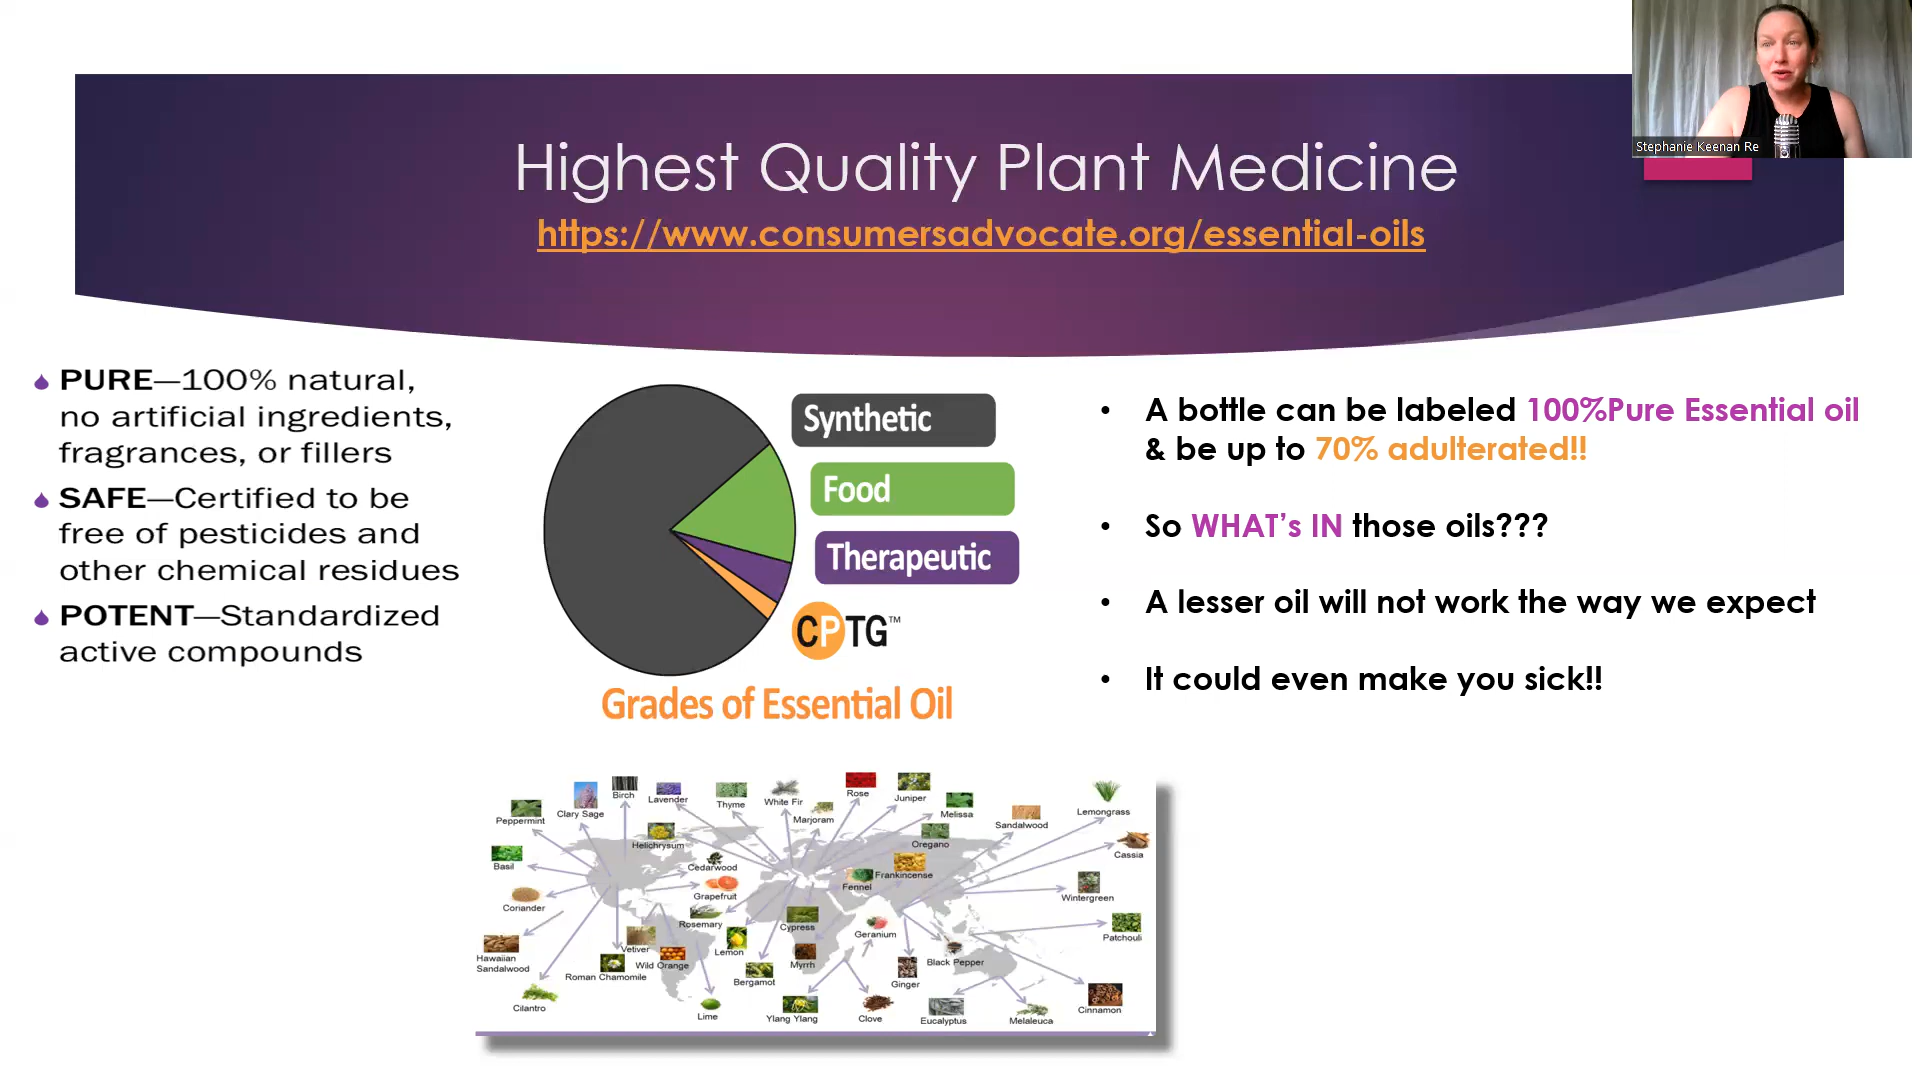 Stephanie Keenan Re
Highest Quality Plant Medicine
https://www.consumersadvocate.org/essential-oils
PURE—100% natural,
no artificial ingredients,
fragrances, or fillers
SAFE—Certified to be
free of pesticides and
other chemical residues
POTENT—Standardized
active compounds
Synthetic
Food
Therapeutic
CPTG™
Grades of Essential Oil
• A bottle can be labeled 100%Pure Essential oil
& be up to 70% adulterated!!
• So WHAT's IN those oils???
• A lesser oil will not work the way we expect
• It could even make you sick!!
Peppermint
Clary Sage
Birch
Lavender
Thyme
White Fir
Marjoram
Rose
Juniper
Melissa
Sandalwood
Lemongrass
Basil
Helichrysum
Cedarwood
Oregano
Cassia
Coriander
Grapefruit
Fennel
Frankincense
Wintergreen
Rosemary
Cypress
Geranium
Patchouli
Hawaiian
Sandalwood
Vetiver
Roman Chamomile
Wild Orange
Lemon
Bergamot
Myrrh
Ginger
Black Pepper
Cilantro
Lime
Ylang Ylang
Clove
Eucalyptus
Melaleuca
Cinnamon